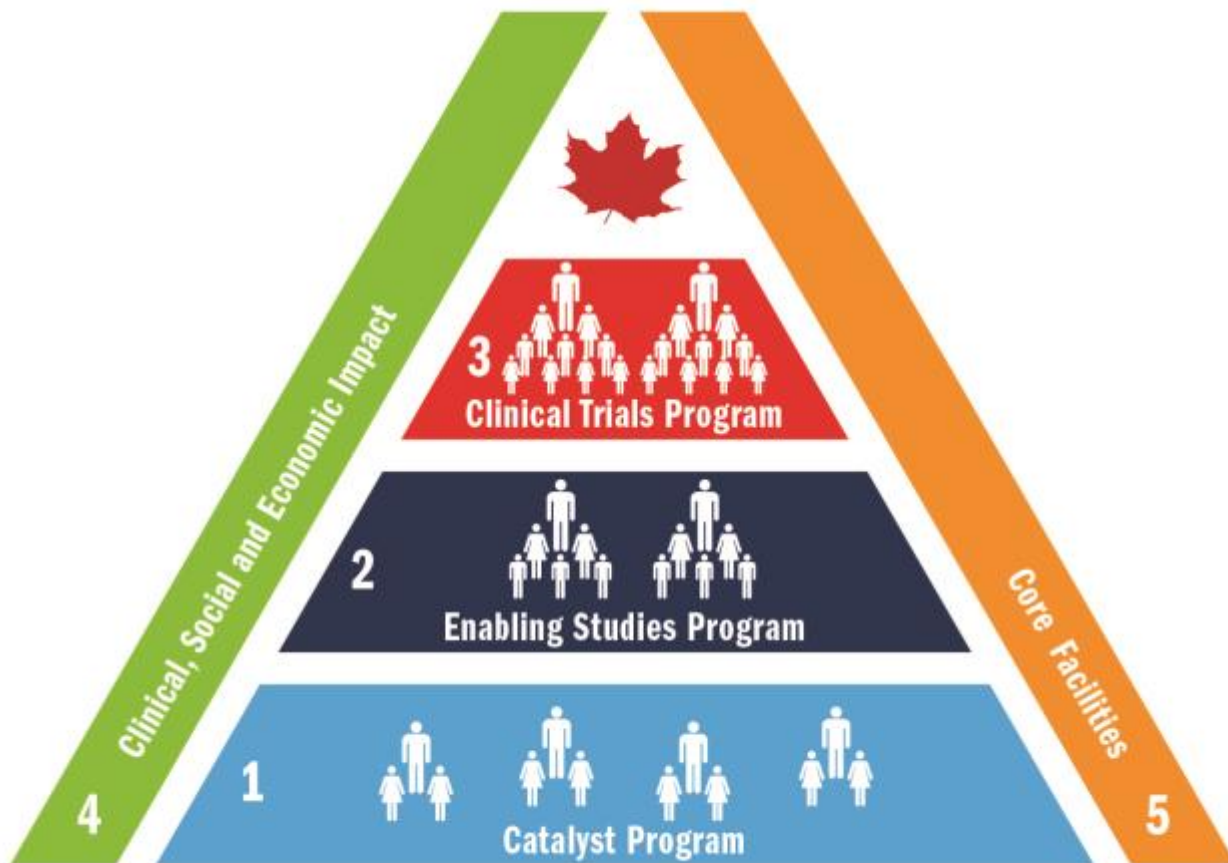 3
Clinical Trials Program
2
Enabling Studies Program
1
Catalyst Program
4
Clinical, Social and Economic Impact
5
Core Facilities